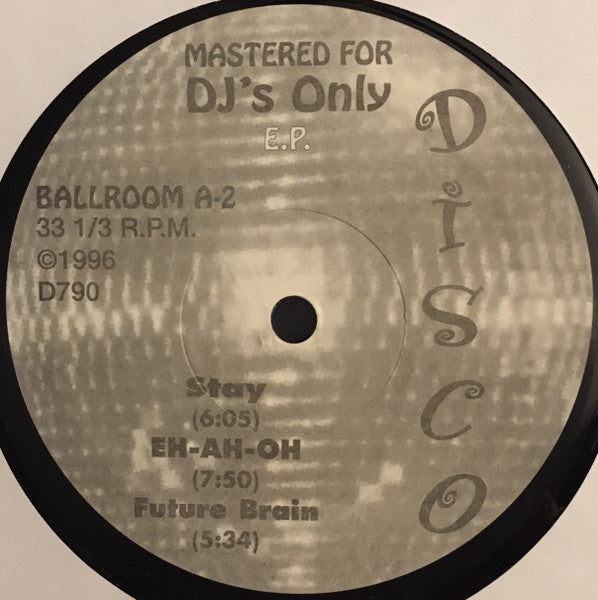 MASTERED FOR
DJ's Only
E.P.
DiSCO
BALLROOM A-2
33 1/3 R.P.M.
©1996
D790
Stay
(6:05)
EH-AH-OH
(7:50)
Future Brain
(5:34)